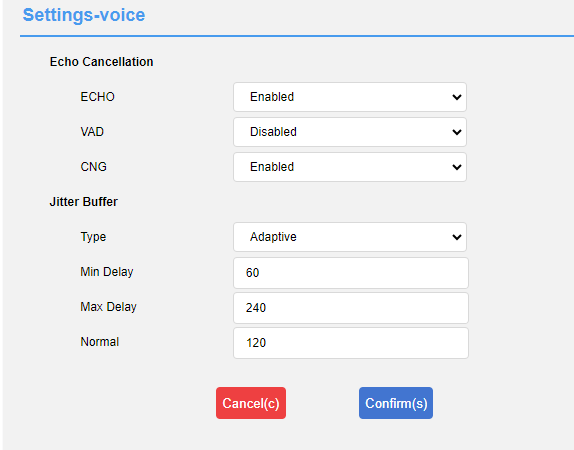 Settings-voice
Echo Cancellation
ECHO Enabled
VAD Disabled
CNG Enabled
Jitter Buffer
Type Adaptive
Min Delay 60
Max Delay 240
Normal 120
Cancel(c) Confirm(s)